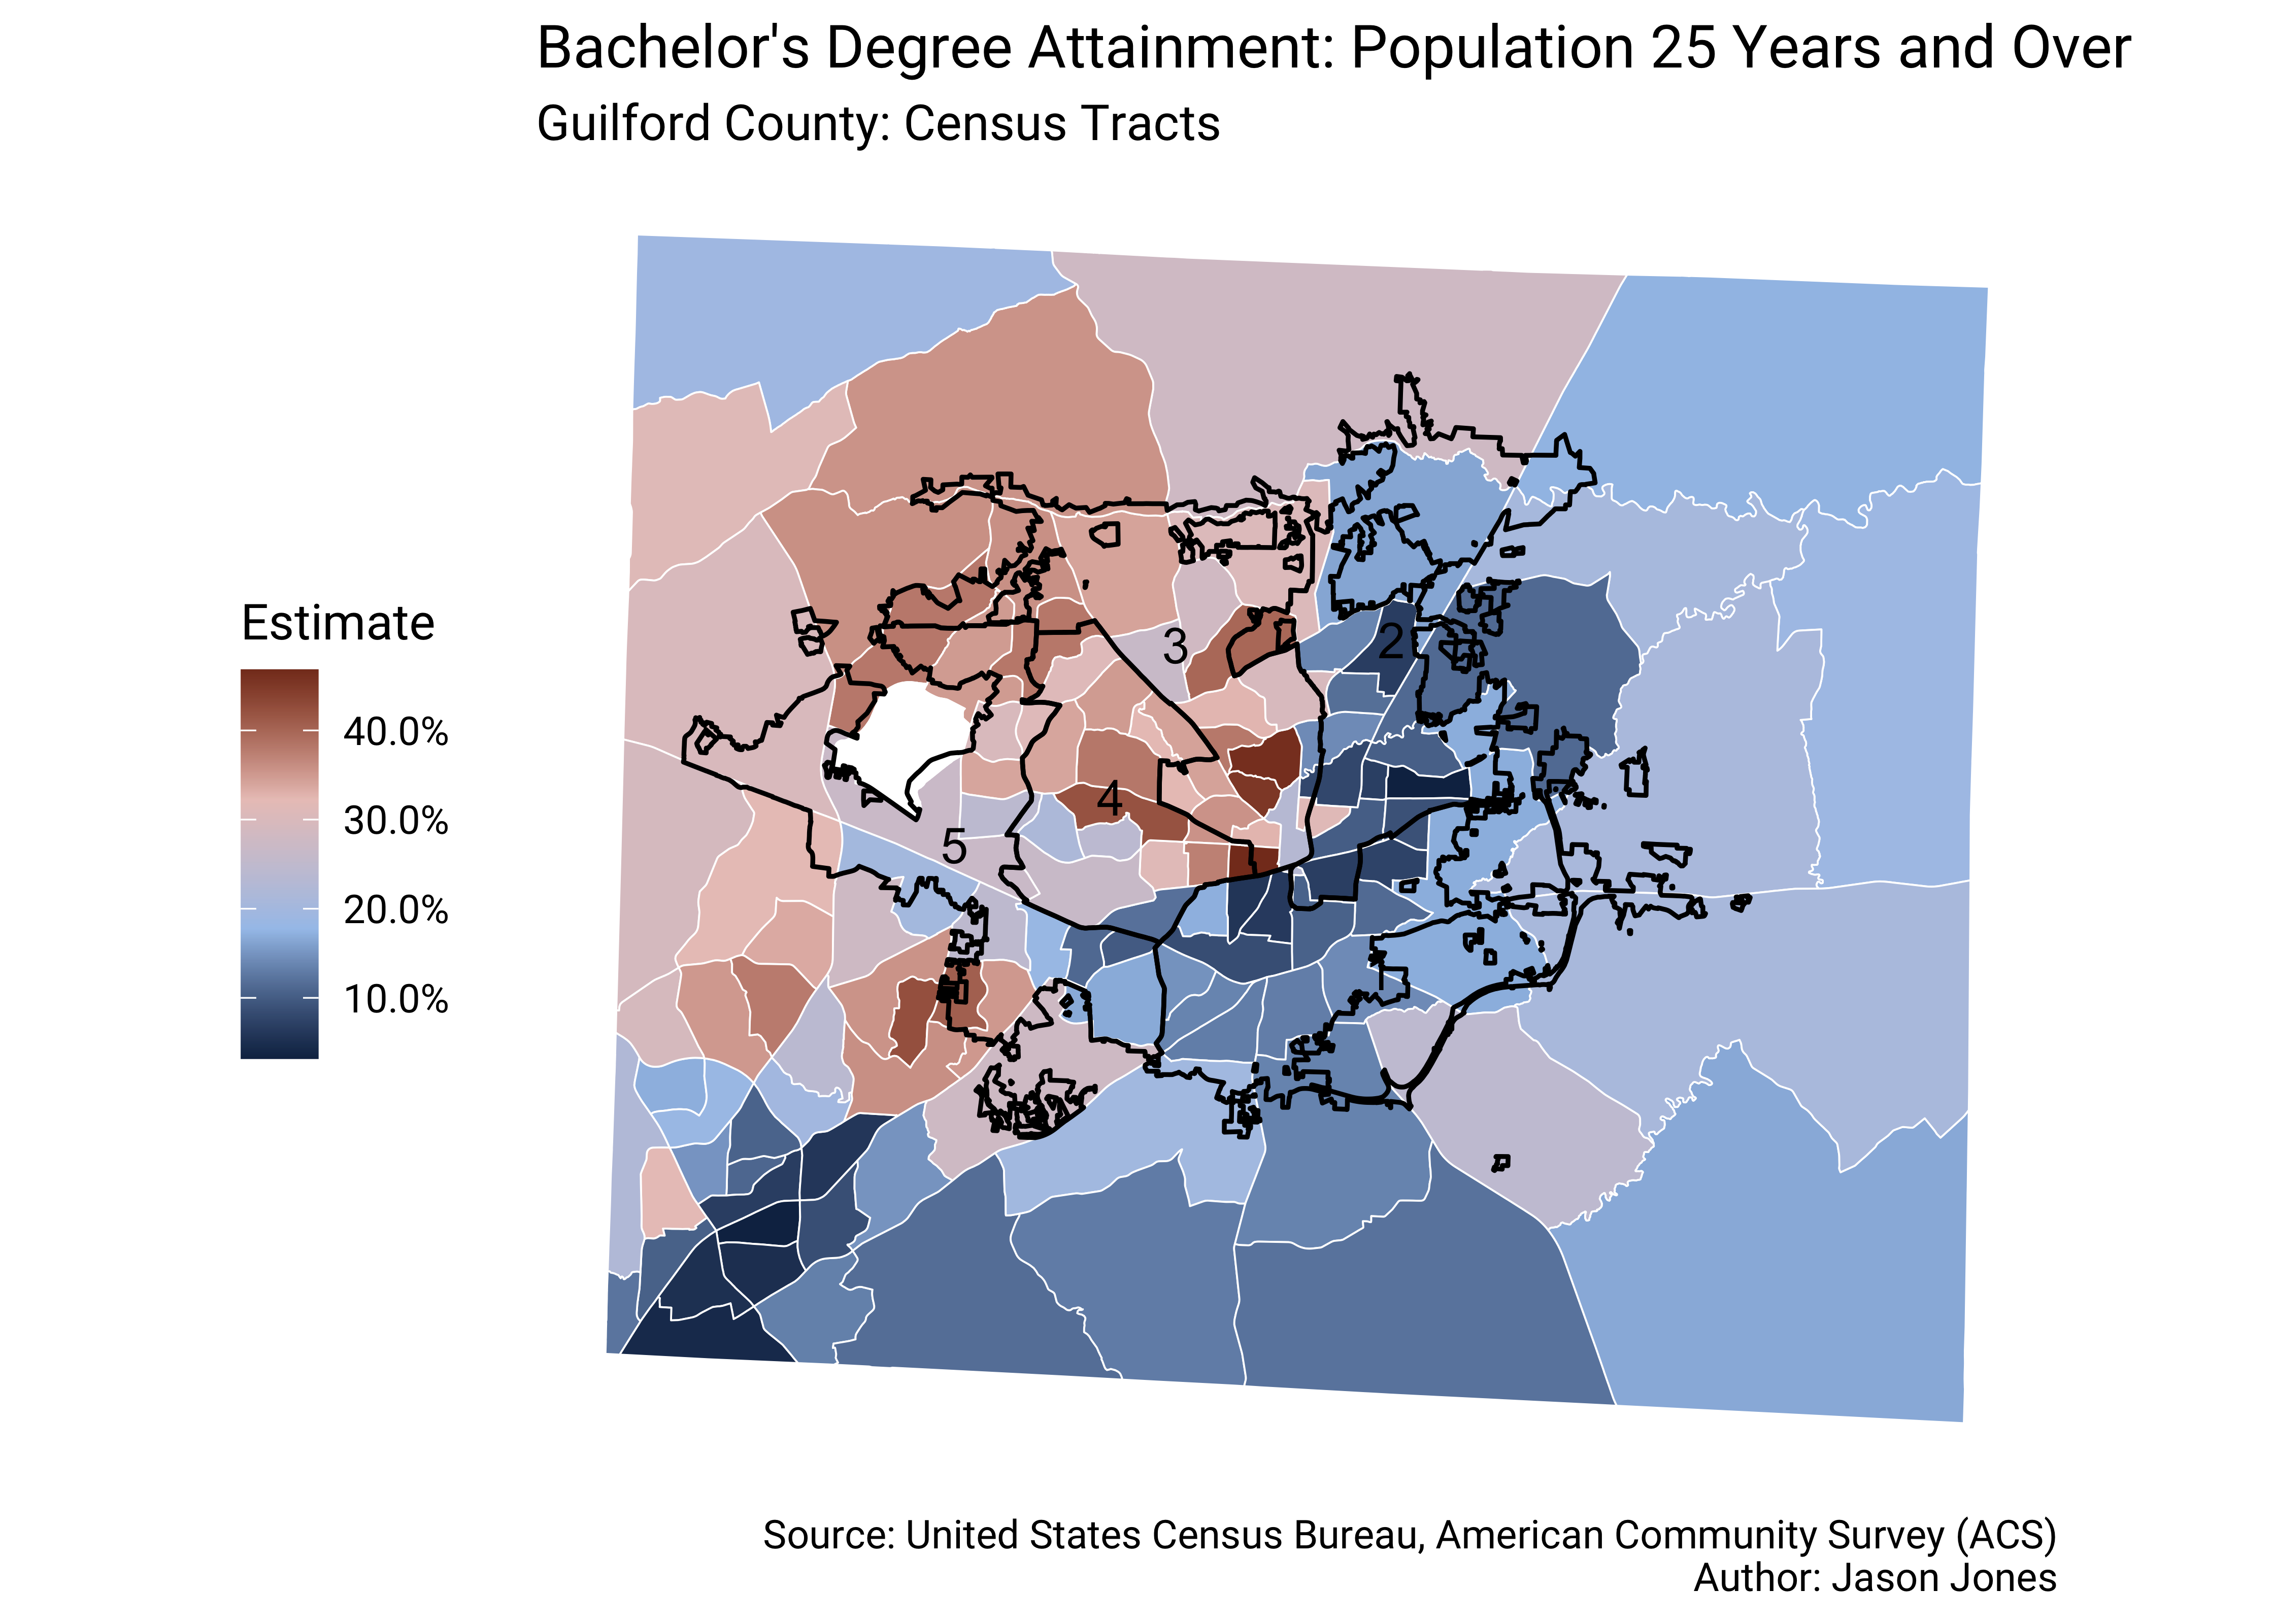 Bachelor's Degree Attainment: Population 25 Years and Over
Guilford County: Census Tracts
Estimate
40.0%
30.0%
20.0%
10.0%
3
2
4
5
Source: United States Census Bureau, American Community Survey (ACS)
Author: Jason Jones